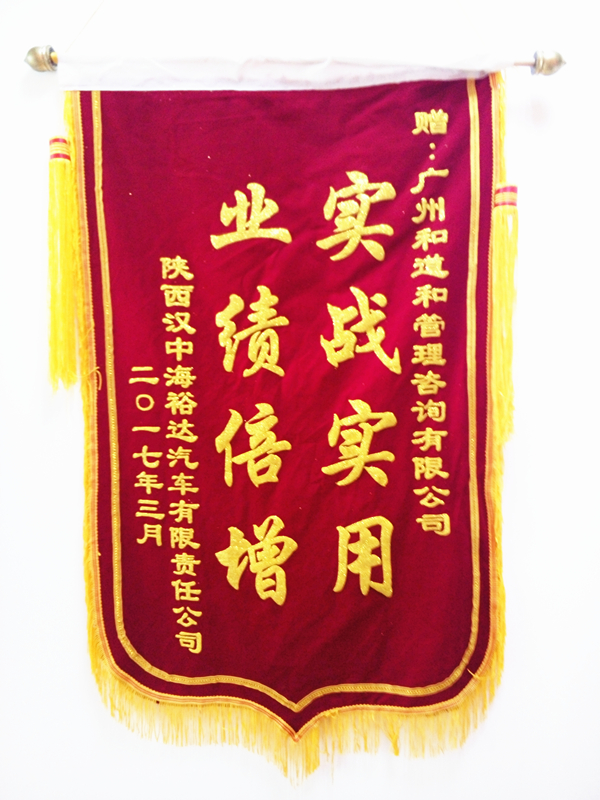 赠:广州和道和管理咨询有限公司
实战实用
业绩倍增
陕西汉中海裕达汽车有限责任公司
二〇一七年三月